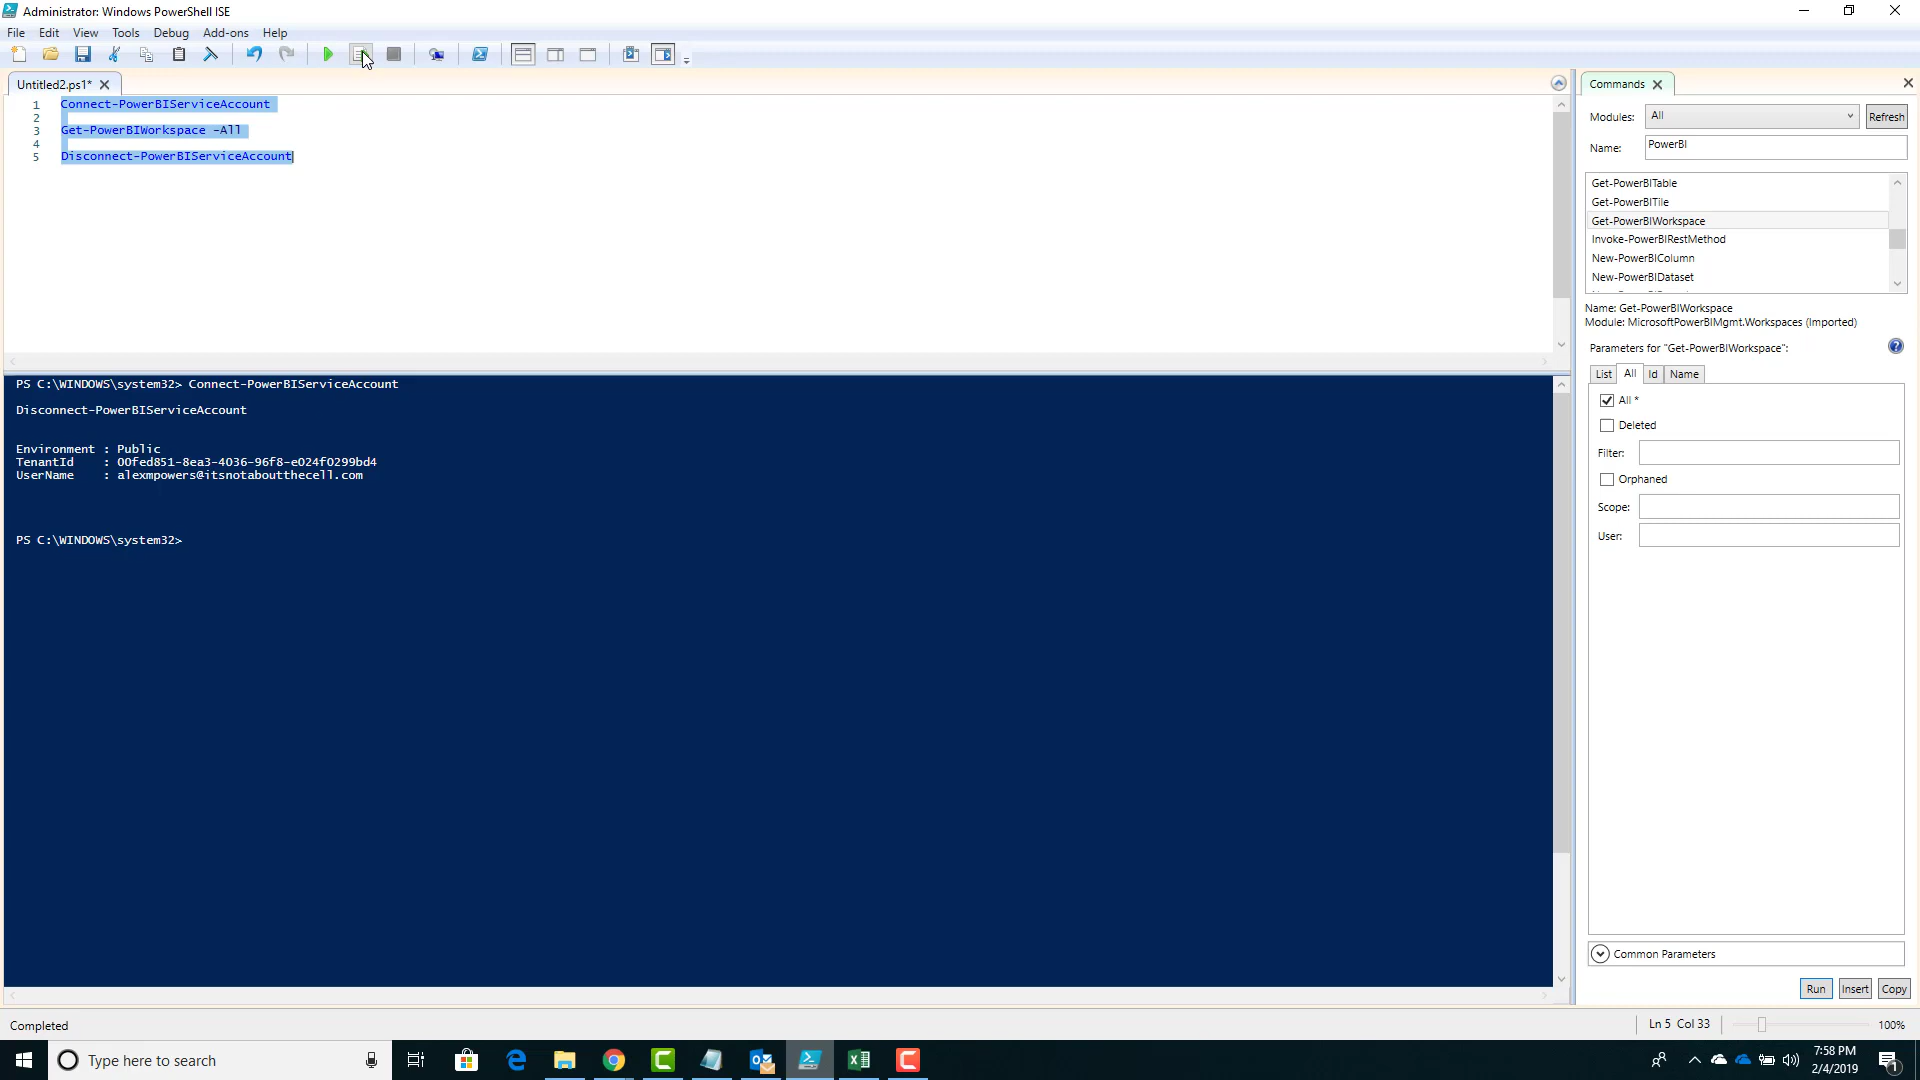 Administrator: Windows PowerShell ISE
File Edit View Tools Debug Add-ons Help
Untitled2.ps1*
1 Connect-PowerBIServiceAccount
2
3 Get-PowerBIWorkspace -All
4
5 Disconnect-PowerBIServiceAccount
PS C:\WINDOWS\system32> Connect-PowerBIServiceAccount
Disconnect-PowerBIServiceAccount
Environment : Public
TenantId : 00fed851-8ea3-4036-96f8-e024f0299bd4
UserName : alexmpowers@itsnotaboutthecell.com
PS C:\WINDOWS\system32>
Commands
Modules: All Refresh
Name: PowerBI
Get-PowerBITable
Get-PowerBITile
Get-PowerBIWorkspace
Invoke-PowerBIRestMethod
New-PowerBIColumn
New-PowerBIDataset
Name: Get-PowerBIWorkspace
Module: MicrosoftPowerBIMgmt.Workspaces (Imported)
Parameters for "Get-PowerBIWorkspace":
List All Id Name
All *
Deleted
Filter:
Orphaned
Scope:
User:
Common Parameters
Run Insert Copy
Completed
Ln 5 Col 33
100%
Type here to search
7:58 PM
2/4/2019
1